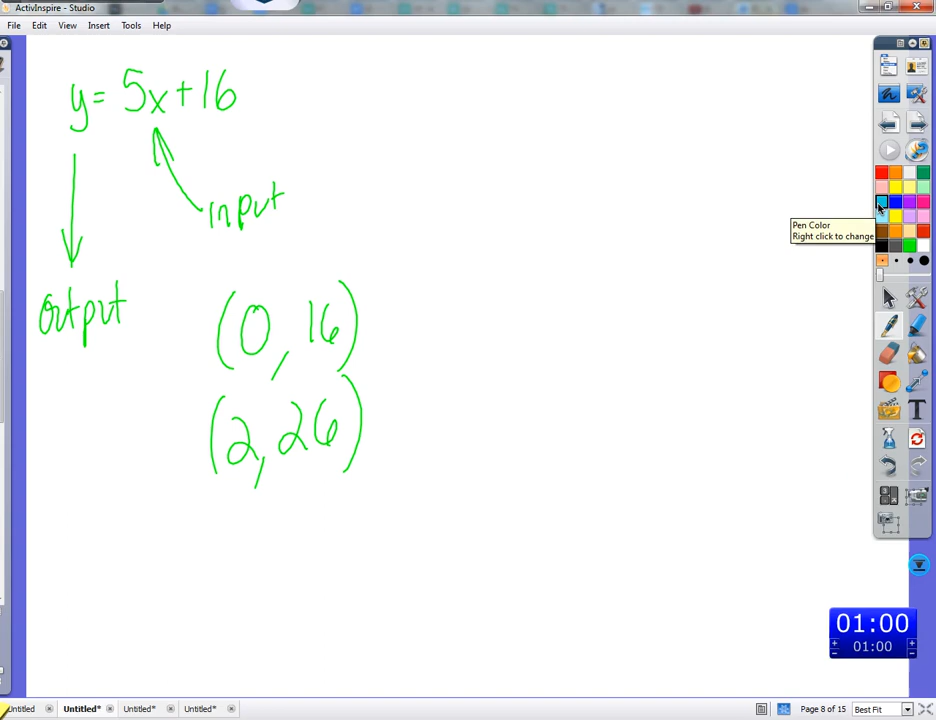 ActivInspire - Studio
File Edit View Insert Tools Help
y = 5x+16
input
output
(0, 16)
(2, 26)
Pen Color
Right click to change
T
01:00
01:00
Untitled Untitled* Untitled* Untitled*
Page 8 of 15 Best Fit